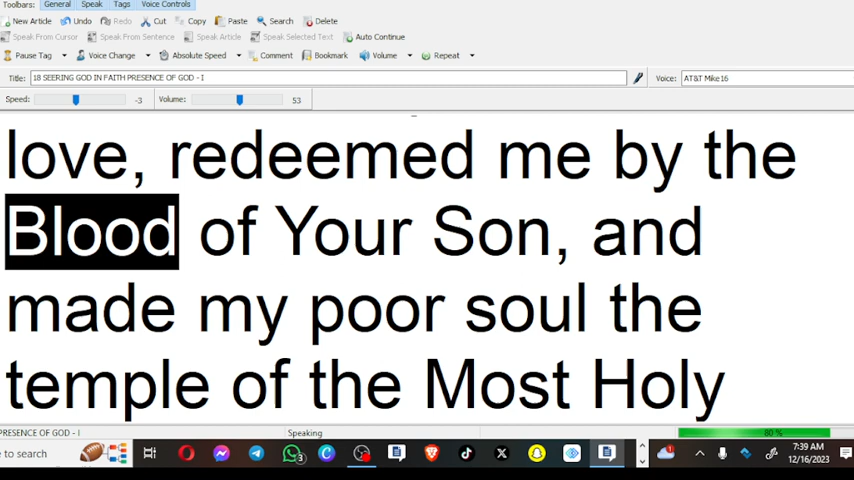 Toolbars: General Speak Tags Voice Controls
New Article Undo Redo Cut Copy Paste Search Delete
Speak From Cursor Speak From Sentence Speak Article Speak Selected Text Auto Continue
Pause Tag Voice Change Absolute Speed Comment Bookmark Volume Repeat
Title: 18 SEERING GOD IN FAITH PRESENCE OF GOD - I Voice: AT&T Mike16
Speed: -3 Volume: 53
love, redeemed me by the
Blood of Your Son, and
made my poor soul the
temple of the Most Holy
PRESENCE OF GOD - I Speaking 80 %
e to search 3 7:39 AM
12/16/2023